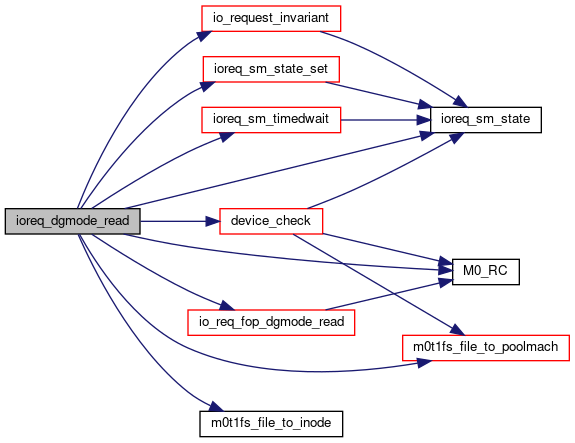 io_request_invariant
ioreq_sm_state_set
ioreq_sm_timedwait
ioreq_sm_state
ioreq_dgmode_read
device_check
M0_RC
io_req_fop_dgmode_read
m0t1fs_file_to_poolmach
m0t1fs_file_to_inode